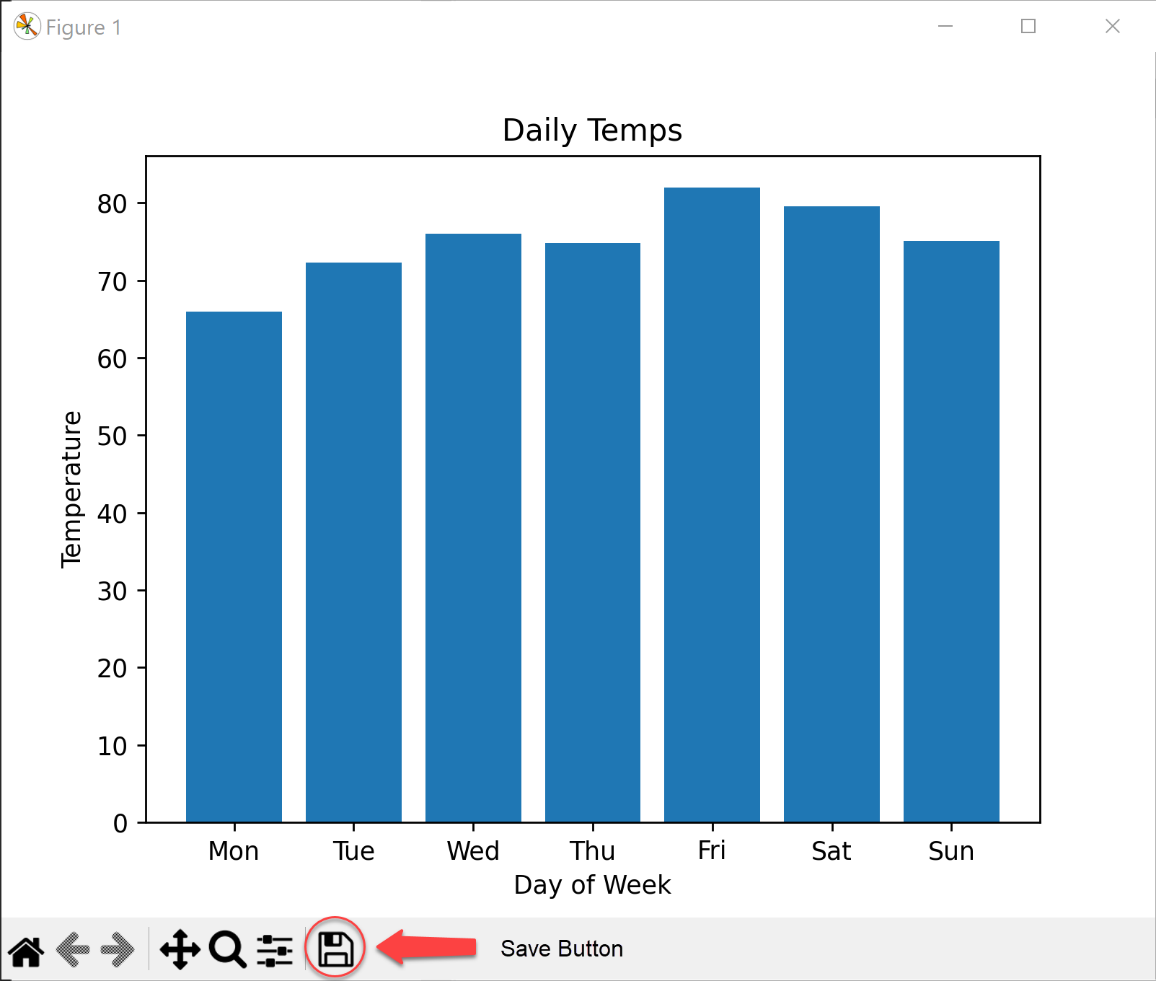 Figure 1
Daily Temps
80
70
60
50
40
30
20
10
0
Temperature
Mon Tue Wed Thu Fri Sat Sun
Day of Week
Save Button